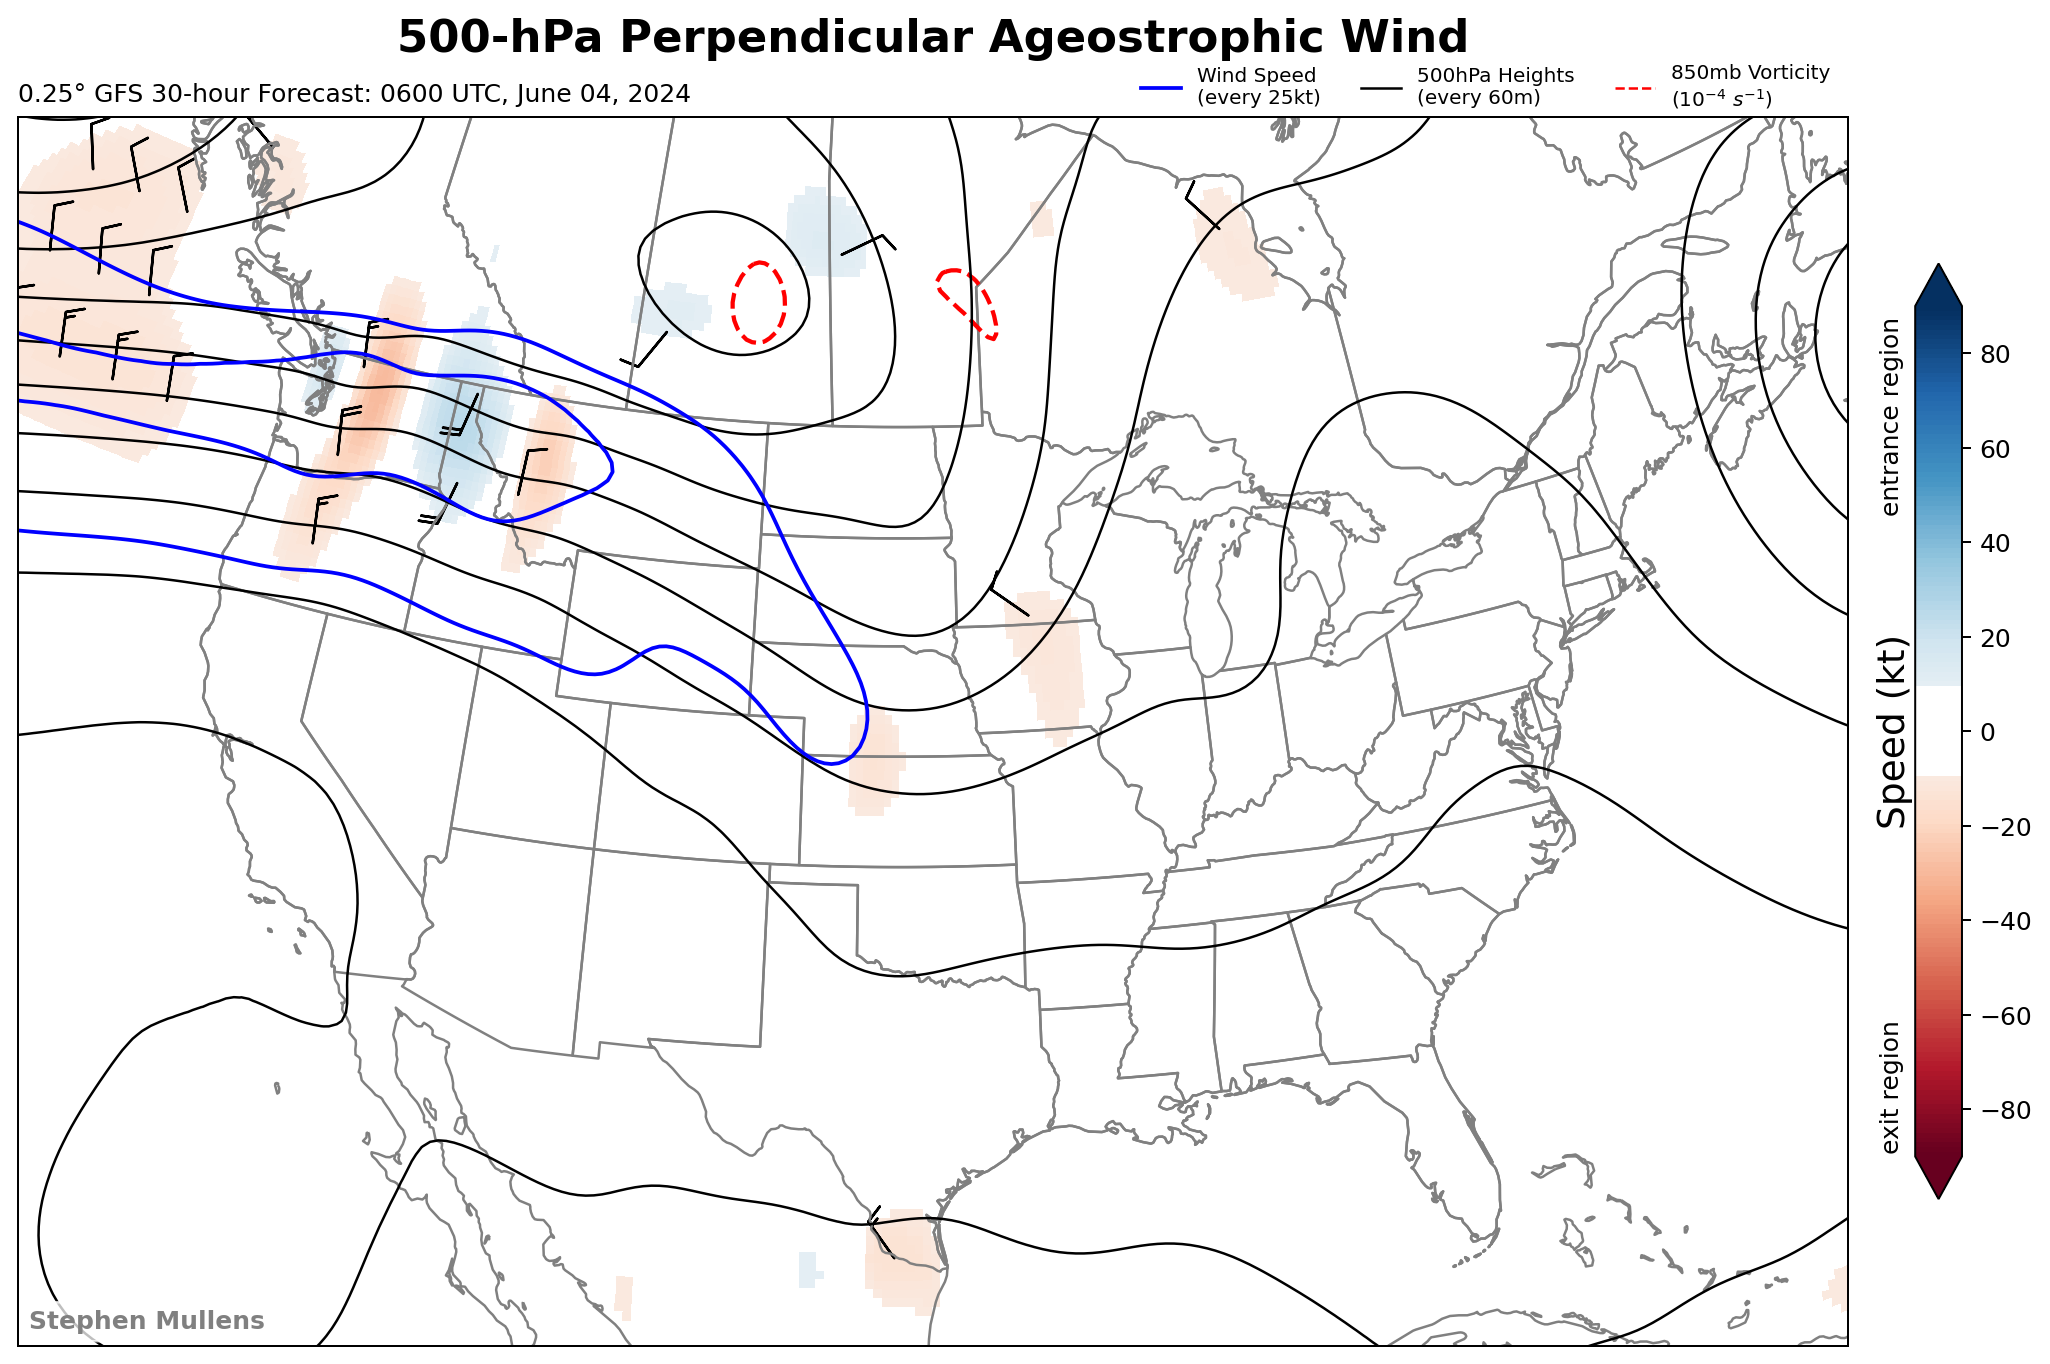 500-hPa Perpendicular Ageostrophic Wind
0.25° GFS 30-hour Forecast: 0600 UTC, June 04, 2024
Wind Speed
(every 25kt)
500hPa Heights
(every 60m)
850mb Vorticity
(10⁻⁴ s⁻¹)
entrance region
Speed (kt)
exit region
80
60
40
20
0
−20
−40
−60
−80
Stephen Mullens